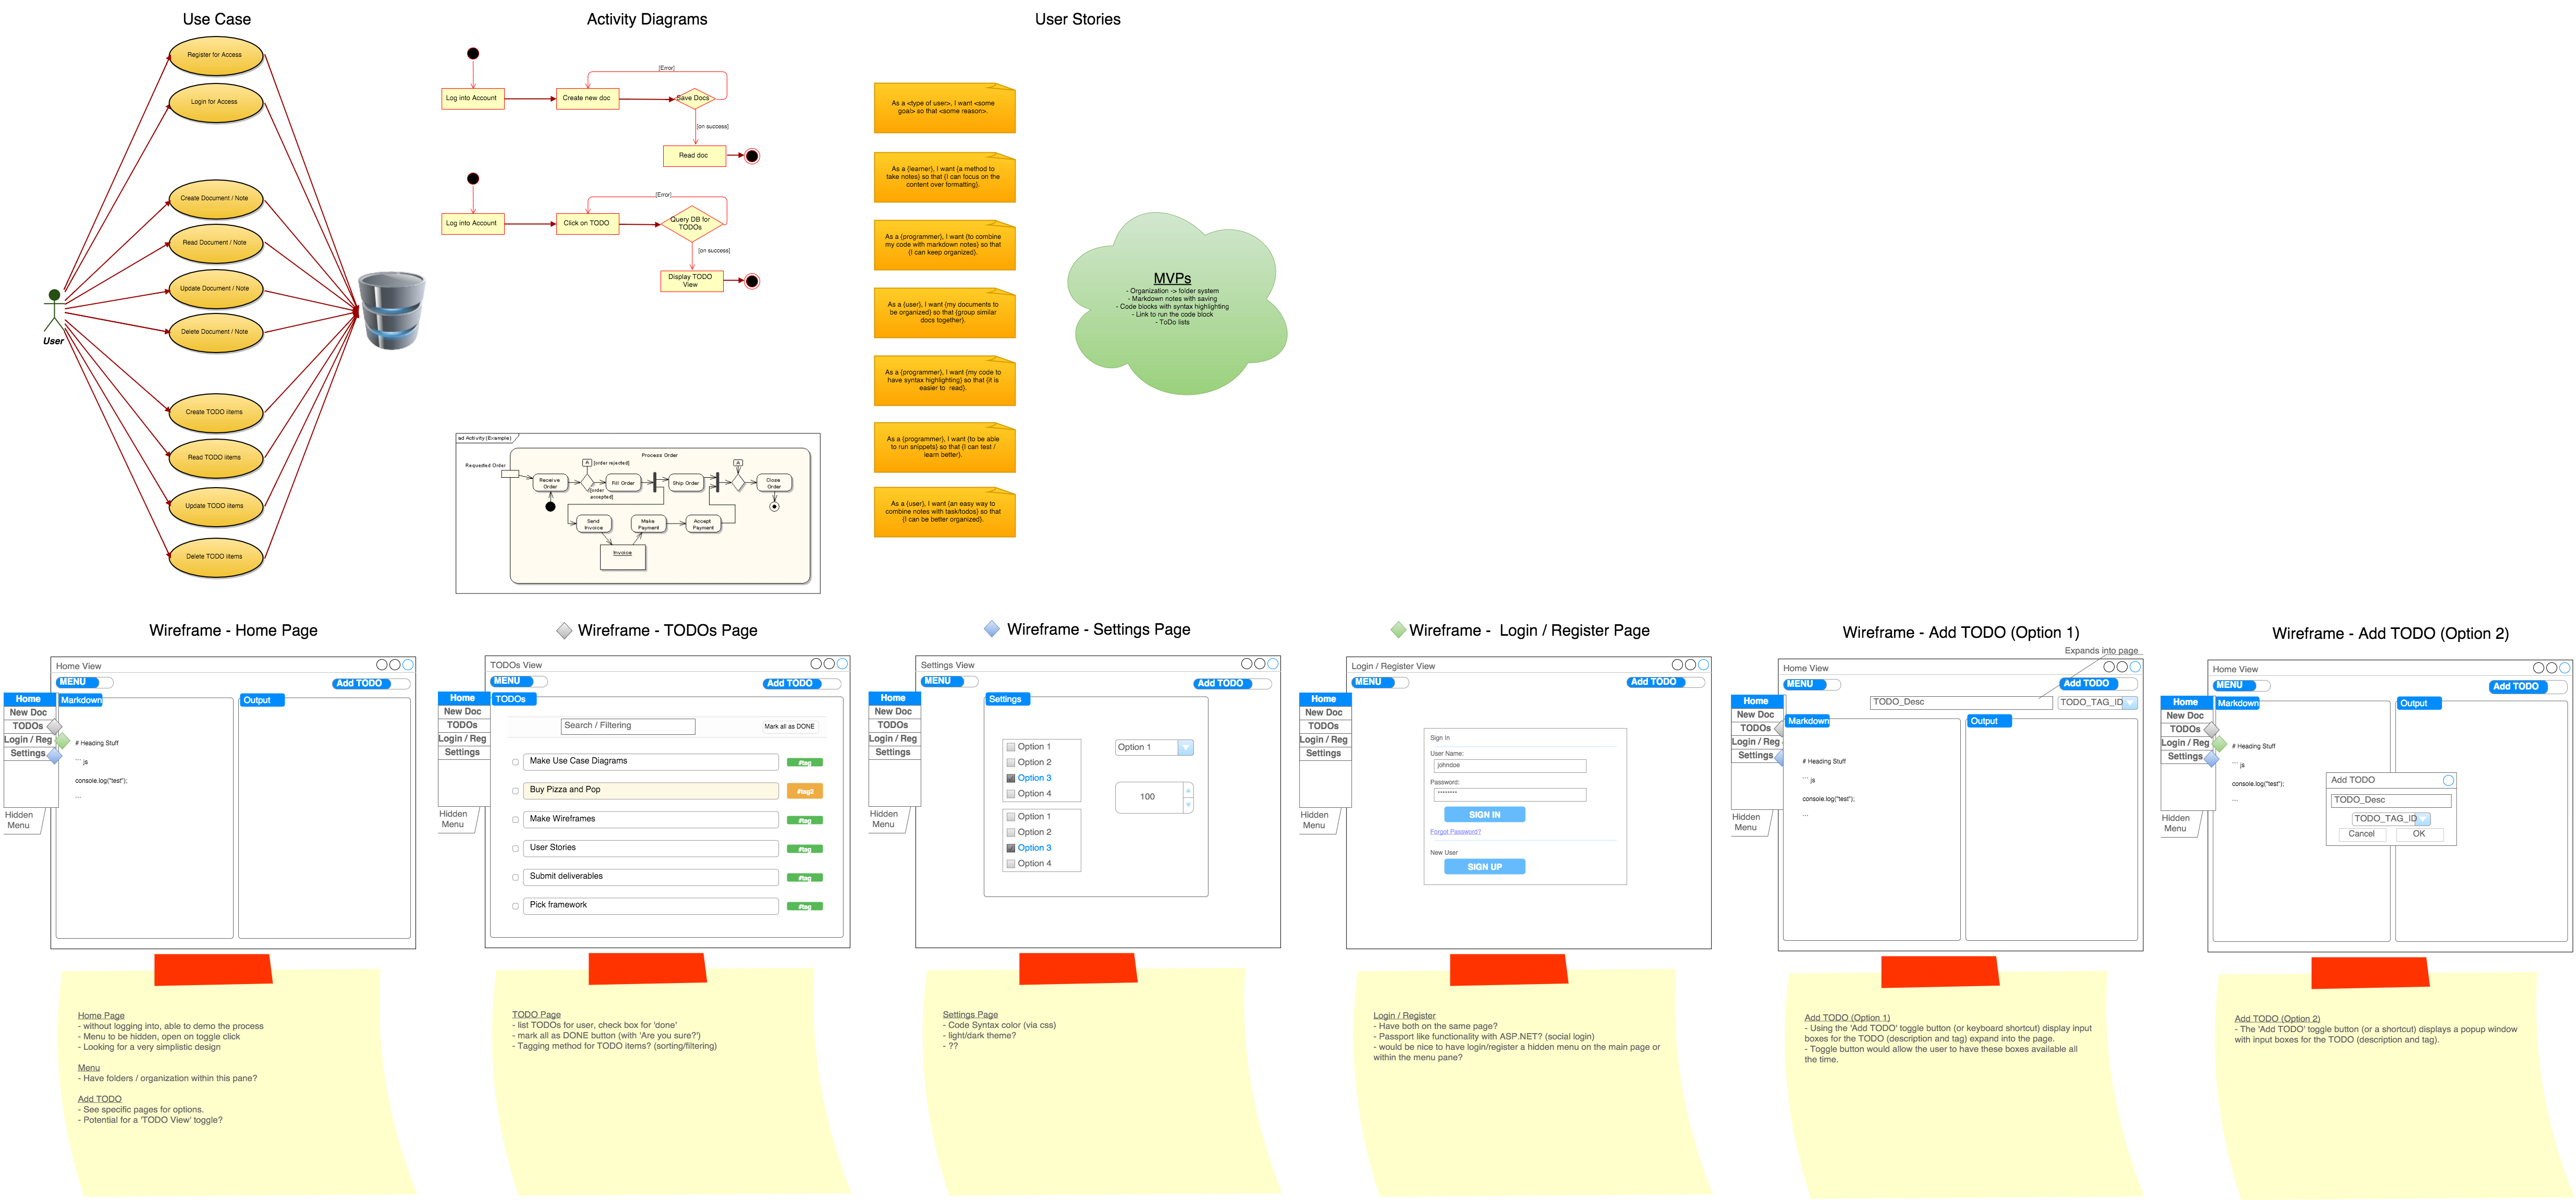 Use Case
Register for Access
Login for Access
Create Document / Note
Read Document / Note
Update Document / Note
Delete Document / Note
User
Create TODO iitems
Read TODO iitems
Update TODO iitems
Delete TODO iitems
Activity Diagrams
[Error]
Log into Account
Create new doc
Save Docs
[on success]
Read doc
[Error]
Log into Account
Click on TODO
Query DB for
TODOs
[on success]
Display TODO
View
ad Activity (Example)
Process Order
Requested Order
A
[order rejected]
A
Receive
Order
Fill Order
Ship Order
Close
Order
[order
accepted]
Send
Invoice
Make
Payment
Accept
Payment
Invoice
User Stories
As a <type of user>, I want <some
goal> so that <some reason>.
As a {learner}, I want {a method to
take notes} so that {I can focus on the
content over formatting}.
As a {programmer}, I want {to combine
my code with markdown notes} so that
{I can keep organized}.
As a {user}, I want {my documents to
be organized} so that {group similar
docs together}.
As a {programmer}, I want {my code to
have syntax highlighting} so that {it is
easier to  read}.
As a {programmer}, I want {to be able
to run snippets} so that {I can test /
learn better}.
As a {user}, I want {an easy way to
combine notes with task/todos} so that
{I can be better organized}.
MVPs
- Organization -> folder system
- Markdown notes with saving
- Code blocks with syntax highlighting
- Link to run the code block
- ToDo lists
Wireframe - Home Page
Home View
MENU
Add TODO
Home
Markdown
Output
New Doc
TODOs
Login / Reg
Settings
# Heading Stuff
``` js
console.log("test");
```
Hidden
Menu
Home Page
- without logging into, able to demo the process
- Menu to be hidden, open on toggle click
- Looking for a very simplistic design
Menu
- Have folders / organization within this pane?
Add TODO
- See specific pages for options.
- Potential for a 'TODO View' toggle?
Wireframe - TODOs Page
TODOs View
MENU
Add TODO
Home
TODOs
New Doc
TODOs
Login / Reg
Settings
Search / Filtering
Mark all as DONE
Make Use Case Diagrams
#tag
Buy Pizza and Pop
#tag2
Make Wireframes
#tag
User Stories
#tag
Submit deliverables
#tag
Pick framework
#tag
Hidden
Menu
TODO Page
- list TODOs for user, check box for 'done'
- mark all as DONE button (with 'Are you sure?')
- Tagging method for TODO items? (sorting/filtering)
Wireframe - Settings Page
Settings View
MENU
Add TODO
Home
Settings
New Doc
TODOs
Login / Reg
Settings
Option 1
Option 2
Option 3
Option 4
Option 1
100
Option 1
Option 2
Option 3
Option 4
Hidden
Menu
Settings Page
- Code Syntax color (via css)
- light/dark theme?
- ??
Wireframe -  Login / Register Page
Login / Register View
MENU
Add TODO
Home
New Doc
TODOs
Login / Reg
Settings
Sign In
User Name:
johndoe
Password:
********
SIGN IN
Forgot Password?
New User
SIGN UP
Hidden
Menu
Login / Register
- Have both on the same page?
- Passport like functionality with ASP.NET? (social login)
- would be nice to have login/register a hidden menu on the main page or
within the menu pane?
Wireframe - Add TODO (Option 1)
Expands into page
Home View
MENU
Add TODO
TODO_Desc
TODO_TAG_ID
Home
New Doc
TODOs
Login / Reg
Settings
Markdown
Output
# Heading Stuff
``` js
console.log("test");
```
Hidden
Menu
Add TODO (Option 1)
- Using the 'Add TODO' toggle button (or keyboard shortcut) display input
boxes for the TODO (description and tag) expand into the page.
- Toggle button would allow the user to have these boxes available all
the time.
Wireframe - Add TODO (Option 2)
Home View
MENU
Add TODO
Home
Markdown
Output
New Doc
TODOs
Login / Reg
Settings
# Heading Stuff
``` js
console.log("test");
```
Add TODO
TODO_Desc
TODO_TAG_ID
Cancel
OK
Hidden
Menu
Add TODO (Option 2)
- The 'Add TODO' toggle button (or a shortcut) displays a popup window
with input boxes for the TODO (description and tag).